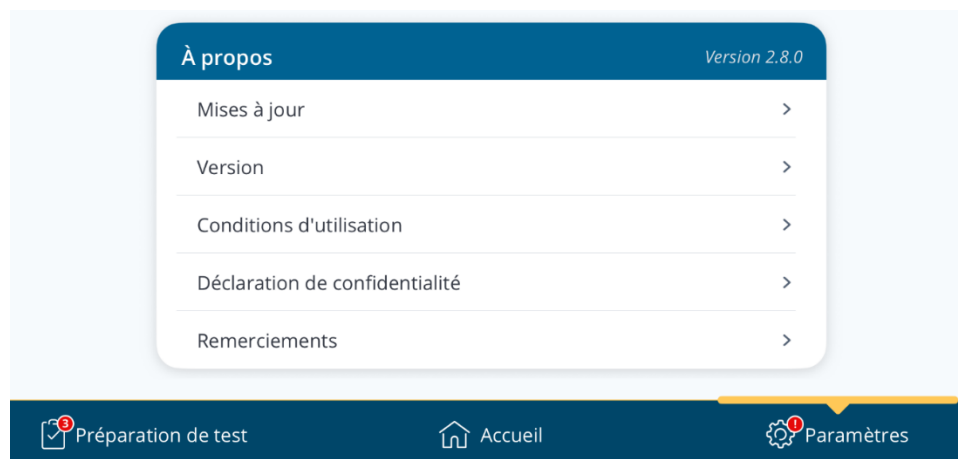 À propos
Version 2.8.0
Mises à jour
Version
Conditions d'utilisation
Déclaration de confidentialité
Remerciements
3
Préparation de test
Accueil
!
Paramètres